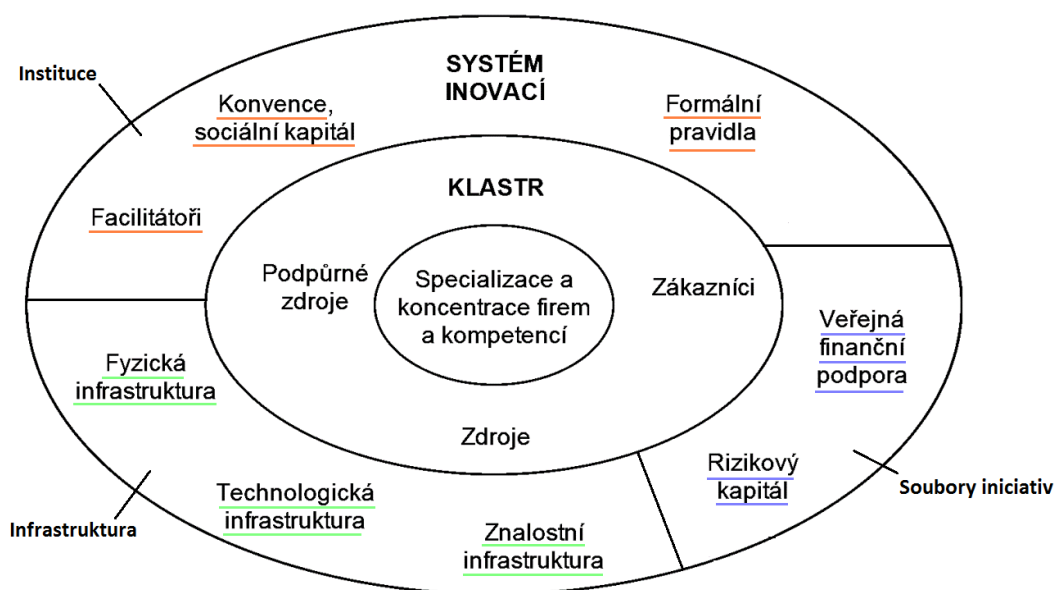 SYSTÉM
INOVACÍ
Instituce
Konvence,
sociální kapitál
Formální
pravidla
KLASTR
Facilitátoři
Podpůrné
zdroje
Specializace a
koncentrace firem
a kompetencí
Zákazníci
Veřejná
finanční
podpora
Fyzická
infrastruktura
Zdroje
Rizikový
kapitál
Soubory iniciativ
Technologická
infrastruktura
Infrastruktura
Znalostní
infrastruktura